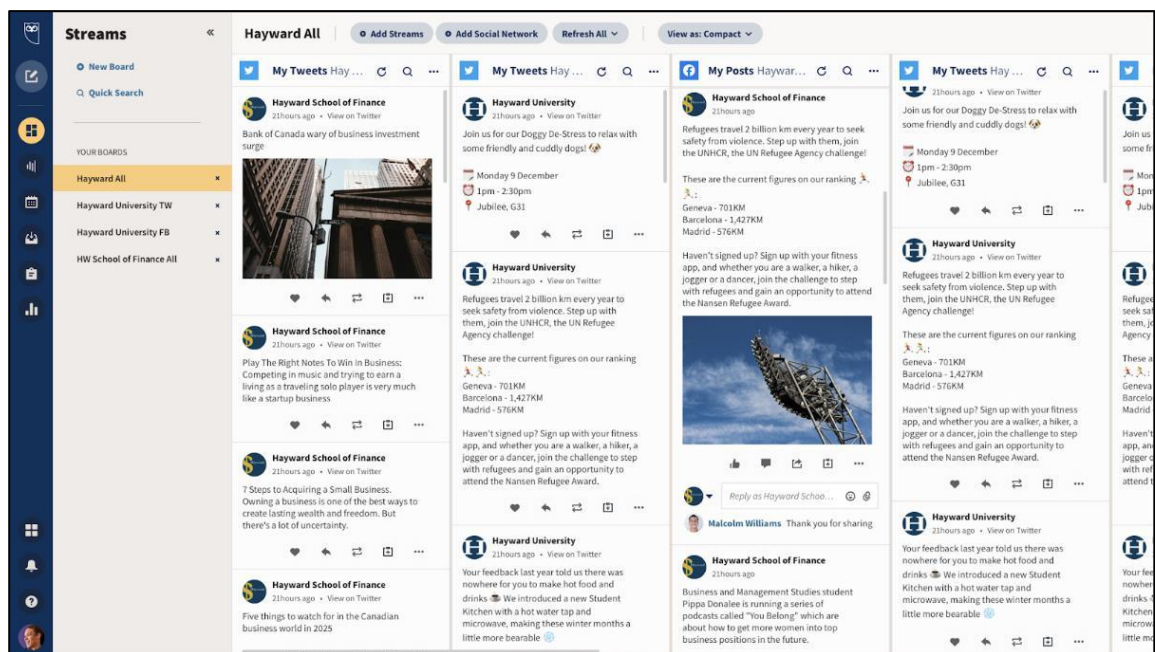 Streams
«
New Board
Quick Search
YOUR BOARDS
Hayward All
Hayward University TW
Hayward University FB
HW School of Finance All
Hayward All
Add Streams
Add Social Network
Refresh All
View as: Compact
My Tweets Hay ...
Hayward School of Finance
21hours ago • View on Twitter
Bank of Canada wary of business investment
surge
Hayward School of Finance
21hours ago • View on Twitter
Play The Right Notes To Win In Business:
Competing in music and trying to earn a
living as a traveling solo player is very much
like a startup business
Hayward School of Finance
21hours ago • View on Twitter
7 Steps to Acquiring a Small Business.
Owning a business is one of the best ways to
create lasting wealth and freedom. But
there's a lot of uncertainty.
Hayward School of Finance
21hours ago • View on Twitter
Five things to watch for in the Canadian
business world in 2025
My Tweets Hay ...
Hayward University
21hours ago • View on Twitter
Join us for our Doggy De-Stress to relax with
some friendly and cuddly dogs! 🐶
🗓 Monday 9 December
⏰ 1pm - 2:30pm
📍 Jubilee, G31
Hayward University
21hours ago • View on Twitter
Refugees travel 2 billion km every year to
seek safety from violence. Step up with
them, join the UNHCR, the UN Refugee
Agency challenge!
These are the current figures on our ranking
🏃🏃:
Geneva - 701KM
Barcelona - 1,427KM
Madrid - 576KM
Haven't signed up? Sign up with your fitness
app, and whether you are a walker, a hiker, a
jogger or a dancer, join the challenge to step
with refugees and gain an opportunity to
attend the Nansen Refugee Award.
Hayward University
21hours ago • View on Twitter
Your feedback last year told us there was
nowhere for you to make hot food and
drinks ☕ We introduced a new Student
Kitchen with a hot water tap and
microwave, making these winter months a
little more bearable ❄
My Posts Haywar...
Hayward School of Finance
21hours ago
Refugees travel 2 billion km every year to seek
safety from violence. Step up with them, join
the UNHCR, the UN Refugee Agency challenge!
These are the current figures on our ranking 🏃
🏃:
Geneva - 701KM
Barcelona - 1,427KM
Madrid - 576KM
Haven't signed up? Sign up with your fitness
app, and whether you are a walker, a hiker, a
jogger or a dancer, join the challenge to step
with refugees and gain an opportunity to attend
the Nansen Refugee Award.
Reply as Hayward Schoo...
Malcolm Williams Thank you for sharing
Hayward School of Finance
21hours ago
Business and Management Studies student
Pippa Donalee is running a series of
podcasts called "You Belong" which are
about how to get more women into top
business positions in the future.
My Tweets Hay ...
21hours ago • View on Twitter
Join us for our Doggy De-Stress to relax with
some friendly and cuddly dogs! 🐶
🗓 Monday 9 December
⏰ 1pm - 2:30pm
📍 Jubilee, G31
Hayward University
21hours ago • View on Twitter
Refugees travel 2 billion km every year to
seek safety from violence. Step up with
them, join the UNHCR, the UN Refugee
Agency challenge!
These are the current figures on our ranking
🏃🏃:
Geneva - 701KM
Barcelona - 1,427KM
Madrid - 576KM
Haven't signed up? Sign up with your fitness
app, and whether you are a walker, a hiker, a
jogger or a dancer, join the challenge to step
with refugees and gain an opportunity to
attend the Nansen Refugee Award.
Hayward University
21hours ago • View on Twitter
Your feedback last year told us there was
nowhere for you to make hot food and
drinks ☕ We introduced a new Student
Kitchen with a hot water tap and
microwave, making these winter months a
little more bearable ❄
Join us
some
Jubi
Refugee
seek
them, j
Agency
These a
Geneva
Barcelo
Madrid
Haven't
app, an
jogger o
with
attend t
Your fee
nowher
drinks
Kitchen
microw
little mo